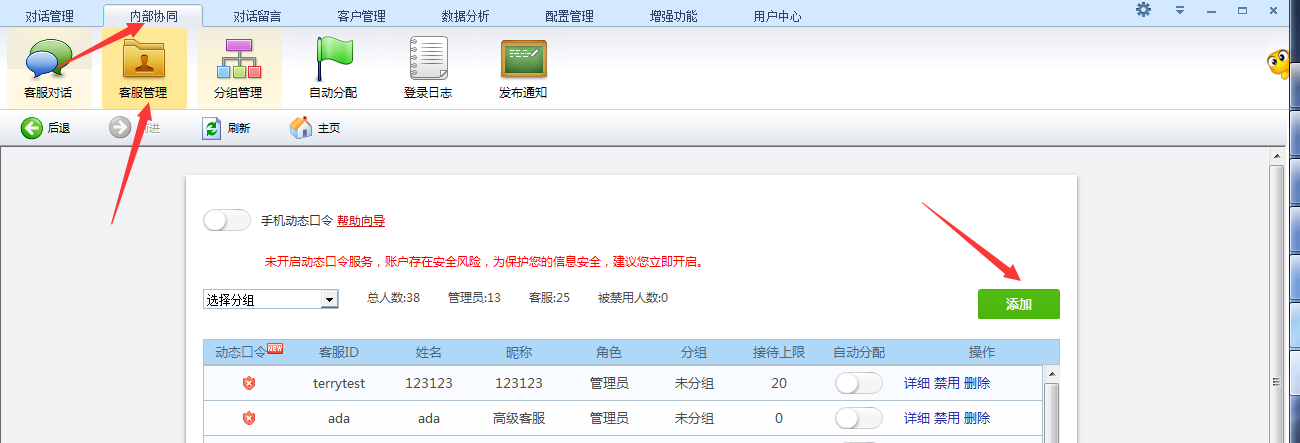 对话管理 内部协同 对话留言 客户管理 数据分析 配置管理 增强功能 用户中心
客服对话 客服管理 分组管理 自动分配 登录日志 发布通知
后退 前进 刷新 主页
手机动态口令 帮助向导
未开启动态口令服务，账户存在安全风险，为保护您的信息安全，建议您立即开启。
选择分组 总人数:38 管理员:13 客服:25 被禁用人数:0 添加
动态口令 NEW 客服ID 姓名 昵称 角色 分组 接待上限 自动分配 操作
terrytest 123123 123123 管理员 未分组 20 详细 禁用 删除
ada ada 高级客服 管理员 未分组 0 详细 禁用 删除